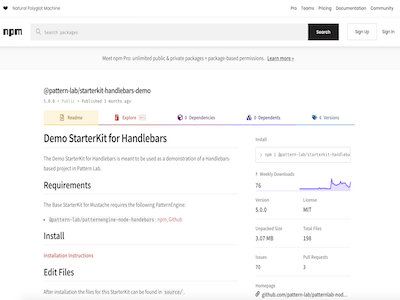 Natural Polyglot Machine
Pro Teams Pricing Documentation Community
npm
Search packages
Search
Sign Up
Sign In
Meet npm Pro: unlimited public & private packages + package-based permissions. Learn more ›
@pattern-lab/starterkit-handlebars-demo
5.0.0 • Public • Published 3 months ago
Readme
Explore
Dependencies
Dependents
Versions
Demo StarterKit for Handlebars
The Demo StarterKit for Handlebars is meant to be used as a demonstration of a Handlebars-
based project in Pattern Lab.
Requirements
The Base StarterKit for Mustache requires the following PatternEngine:
• @pattern-lab/patternengine-node-handlebars : npm, Github
Install
Installation Instructions
Edit Files
After installation the files for this StarterKit can be found in source/ .
Install
npm i @pattern-lab/starterkit-handleba
Weekly Downloads
76
Version
5.0.0
License
MIT
Unpacked Size
3.07 MB
Total Files
198
Issues
70
Pull Requests
3
Homepage
github.com/pattern-lab/patternlab-nod...